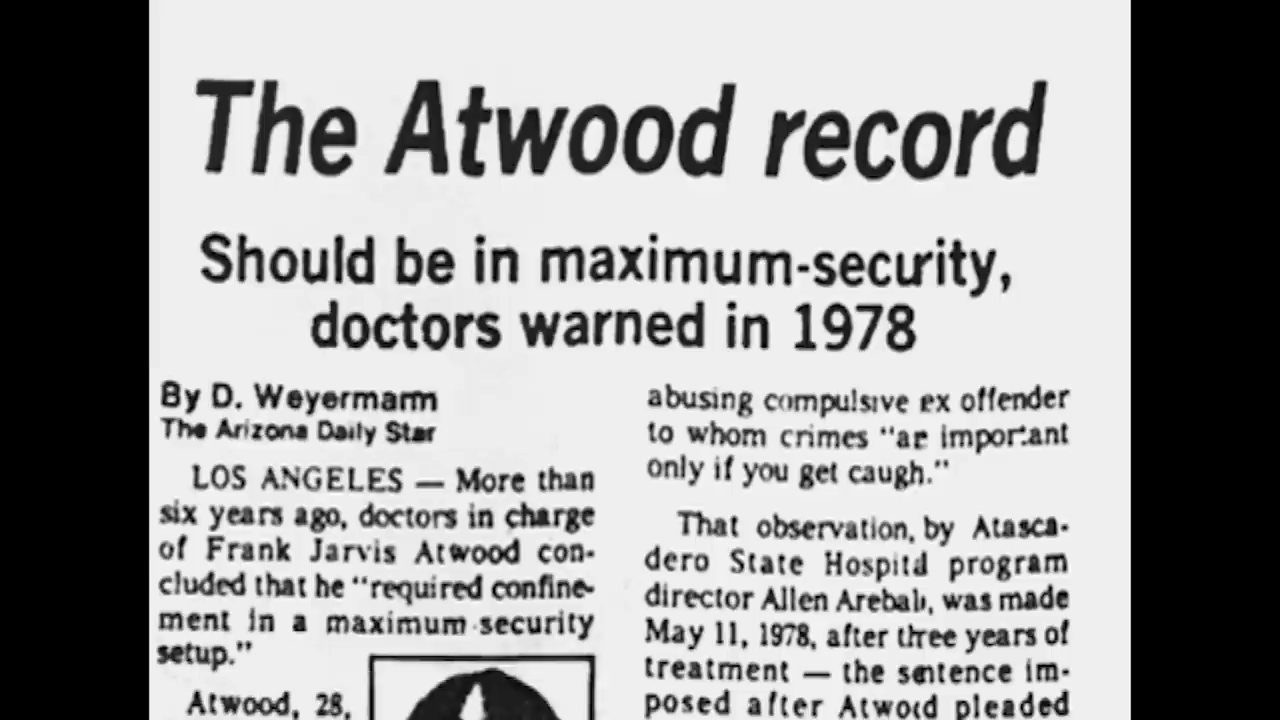 The Atwood record
Should be in maximum-security,
doctors warned in 1978
By D. Weyermann
The Arizona Daily Star
LOS ANGELES — More than
six years ago, doctors in charge
of Frank Jarvis Atwood con-
cluded that he "required confine-
ment in a maximum-security
setup."
Atwood, 28,
abusing compulsive ex offender
to whom crimes "are important
only if you get caugh."
That observation, by Atasca-
dero State Hospital program
director Allen Arebalo, was made
May 11, 1978, after three years of
treatment — the sentence im-
posed after Atwood pleaded